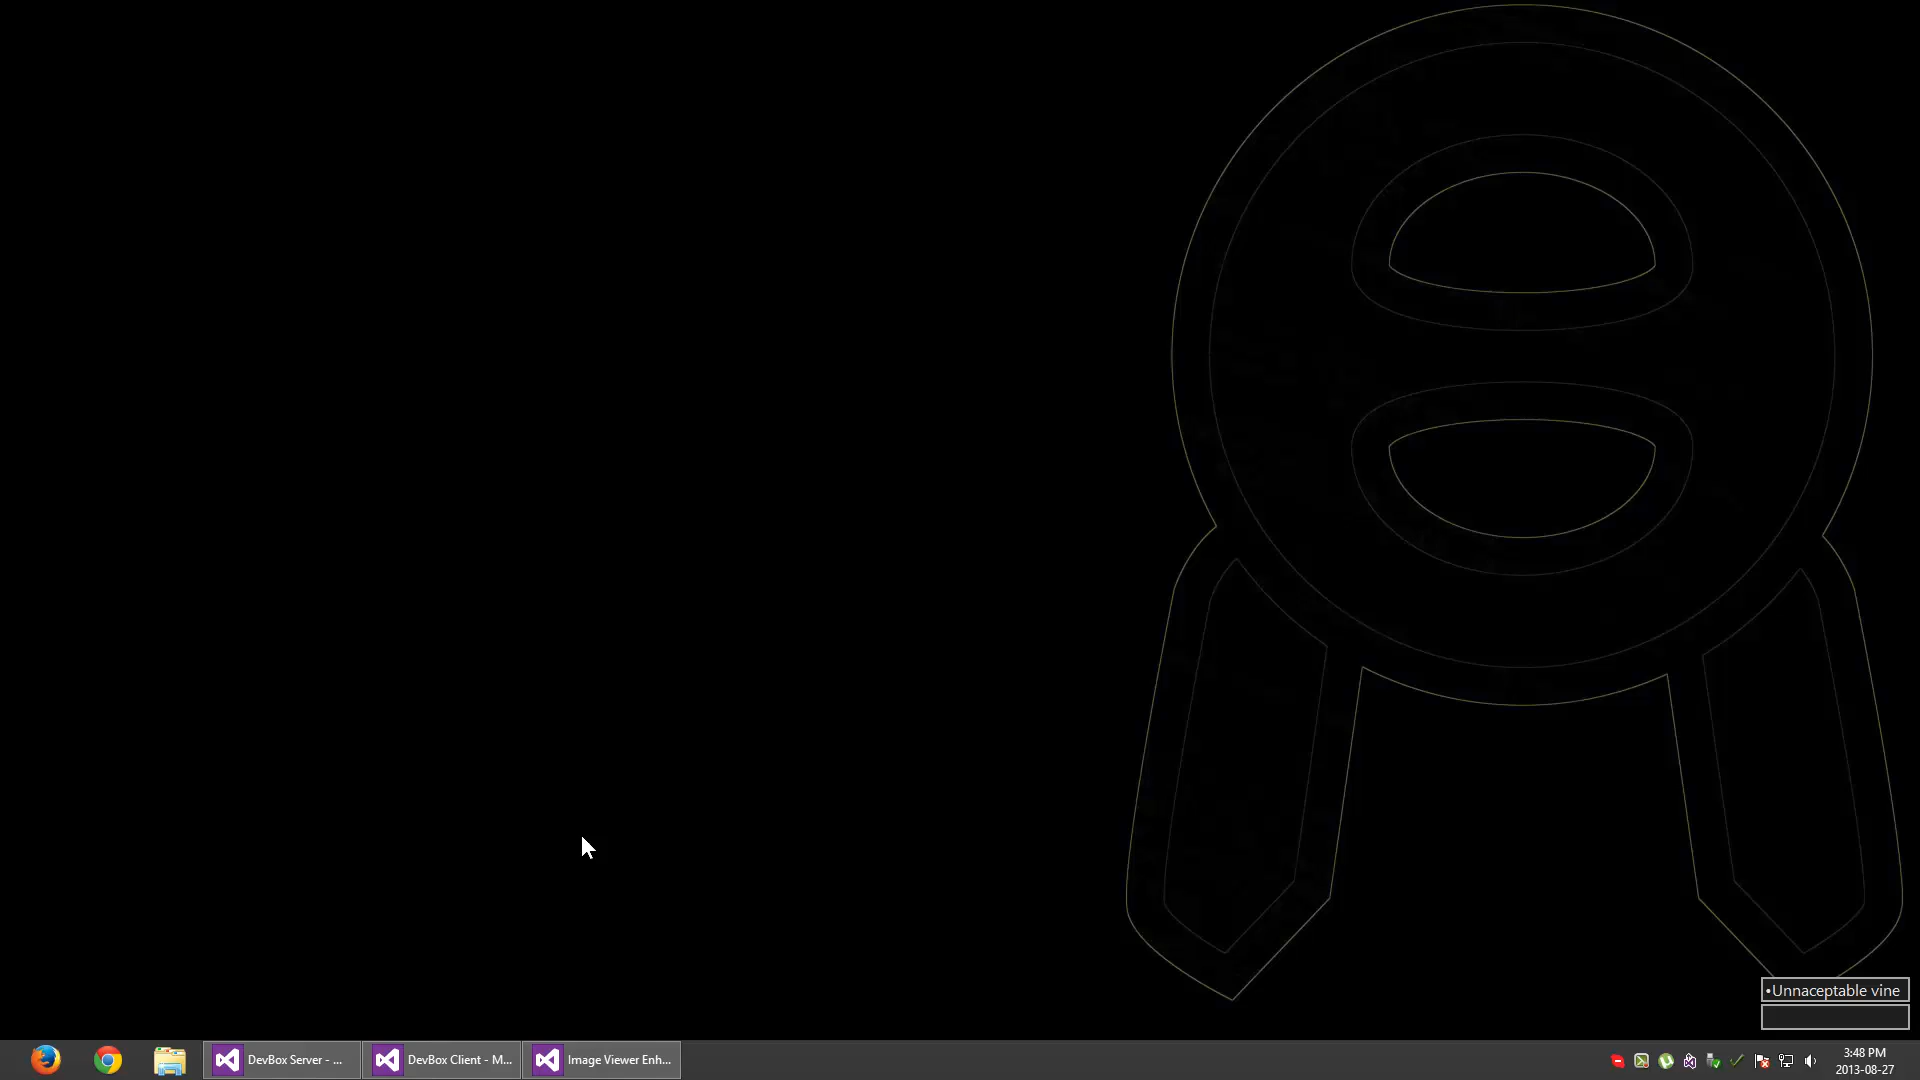 •Unnaceptable vine
DevBox Server - ...
DevBox Client - M...
Image Viewer Enh...
3:48 PM
2013-08-27